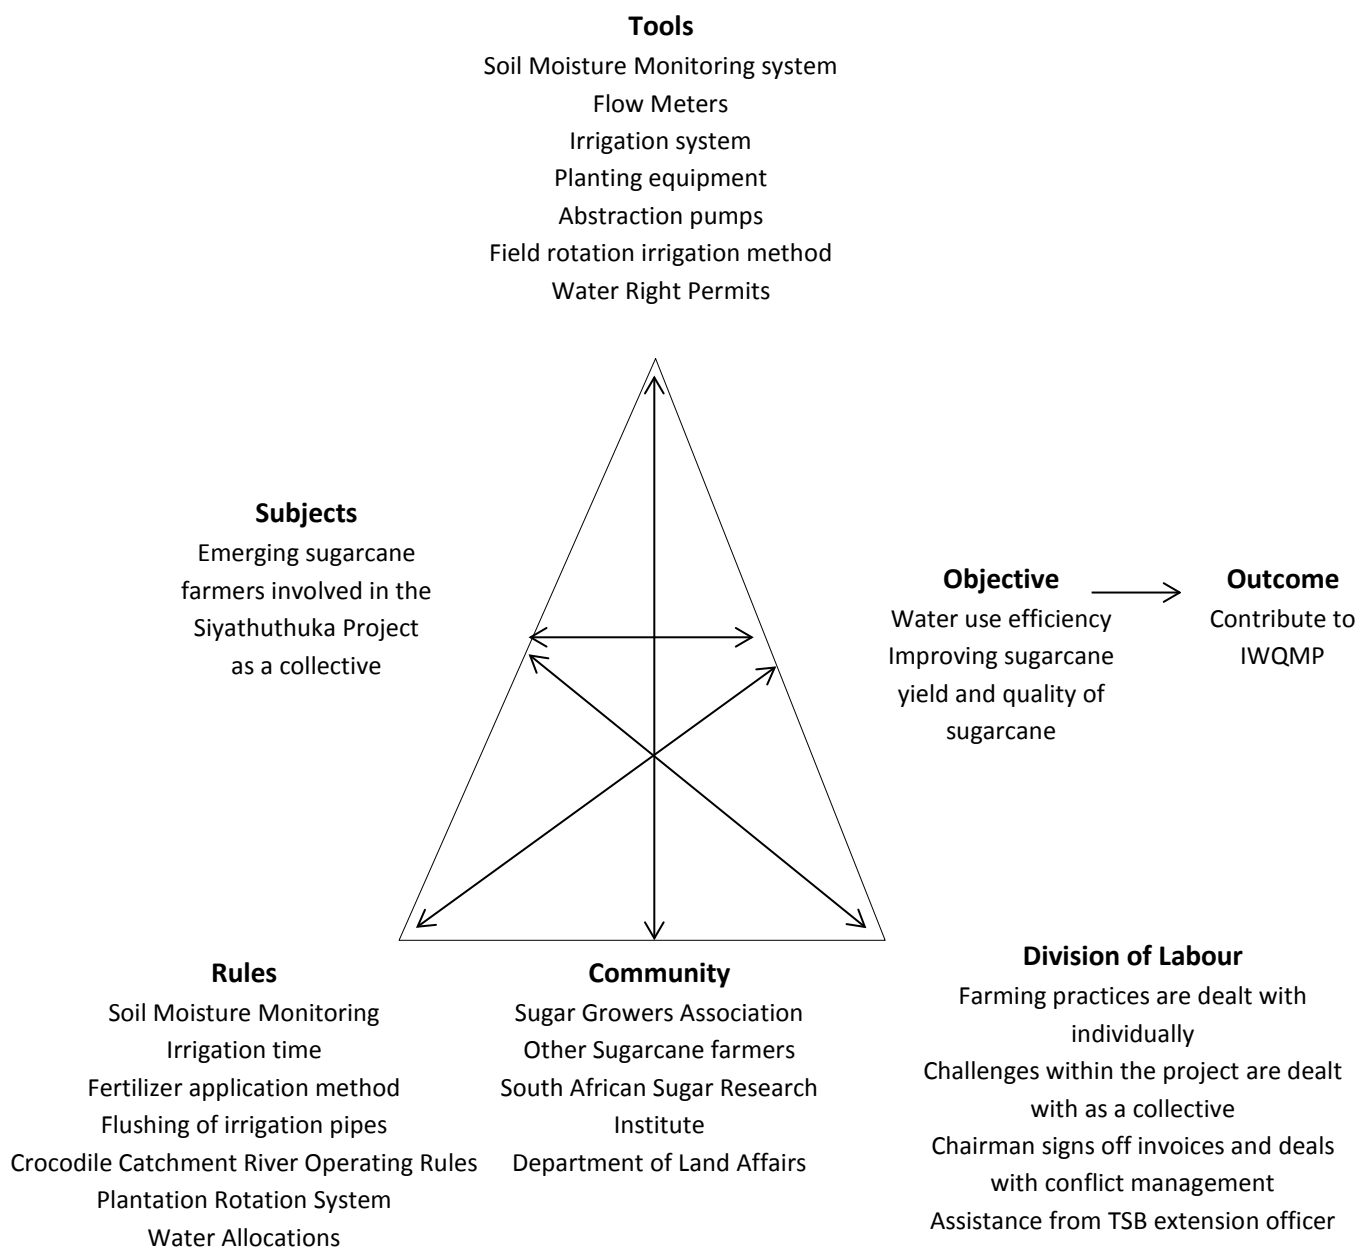 Tools
Soil Moisture Monitoring system
Flow Meters
Irrigation system
Planting equipment
Abstraction pumps
Field rotation irrigation method
Water Right Permits
Subjects
Emerging sugarcane
farmers involved in the
Siyathuthuka Project
as a collective
Objective
Water use efficiency
Improving sugarcane
yield and quality of
sugarcane
Outcome
Contribute to
IWQMP
Rules
Soil Moisture Monitoring
Irrigation time
Fertilizer application method
Flushing of irrigation pipes
Crocodile Catchment River Operating Rules
Plantation Rotation System
Water Allocations
Community
Sugar Growers Association
Other Sugarcane farmers
South African Sugar Research
Institute
Department of Land Affairs
Division of Labour
Farming practices are dealt with
individually
Challenges within the project are dealt
with as a collective
Chairman signs off invoices and deals
with conflict management
Assistance from TSB extension officer